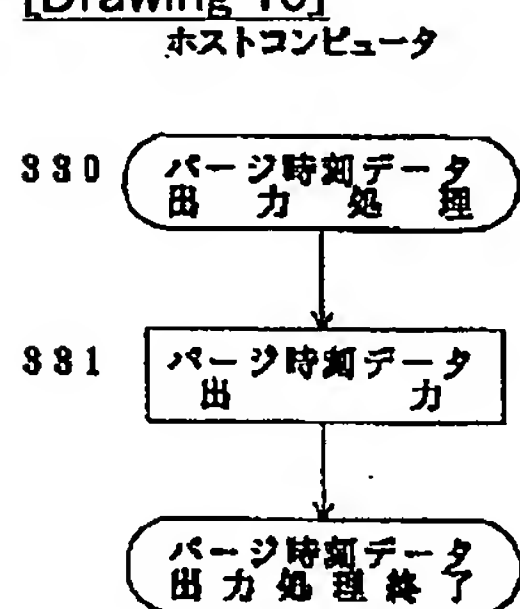 [Drawing 10]
ホストコンピュータ
330
パージ時刻データ
出力処理
331
パージ時刻データ
出力
パージ時刻データ
出力処理終了